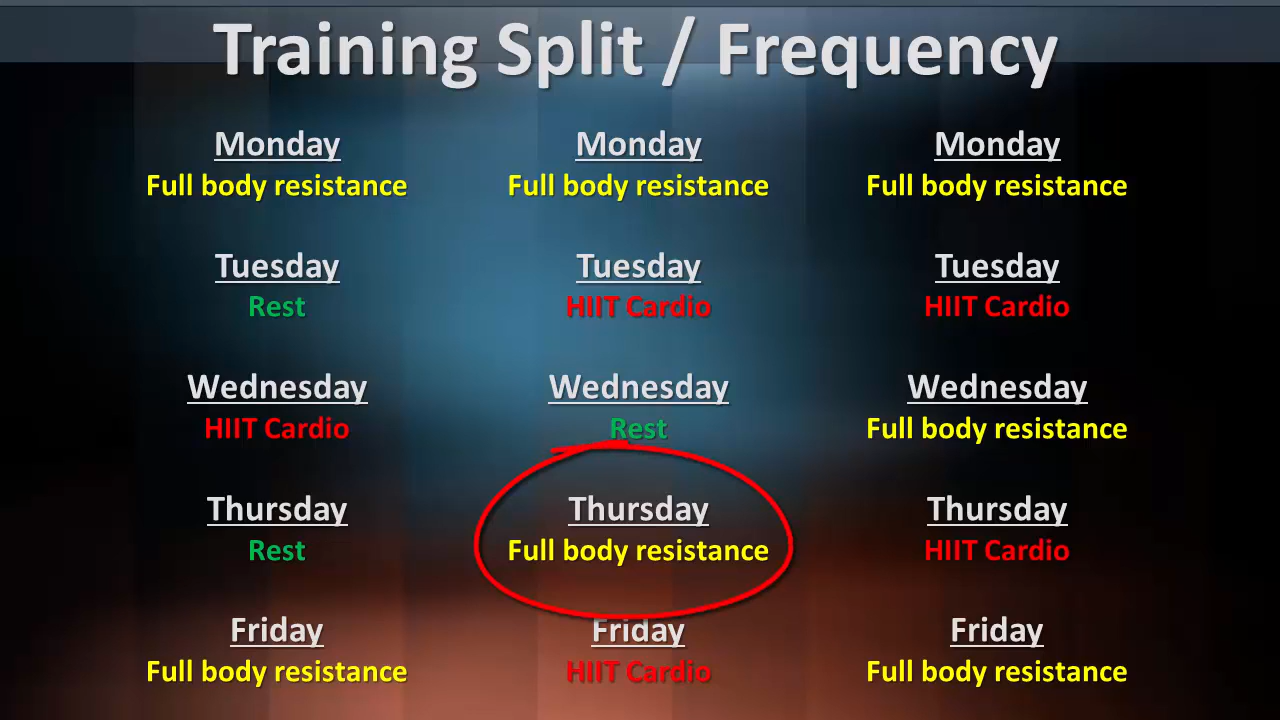 Training Split / Frequency
Monday
Full body resistance
Tuesday
Rest
Wednesday
HIIT Cardio
Thursday
Rest
Friday
Full body resistance
Monday
Full body resistance
Tuesday
HIIT Cardio
Wednesday
Rest
Thursday
Full body resistance
Friday
HIIT Cardio
Monday
Full body resistance
Tuesday
HIIT Cardio
Wednesday
Full body resistance
Thursday
HIIT Cardio
Friday
Full body resistance